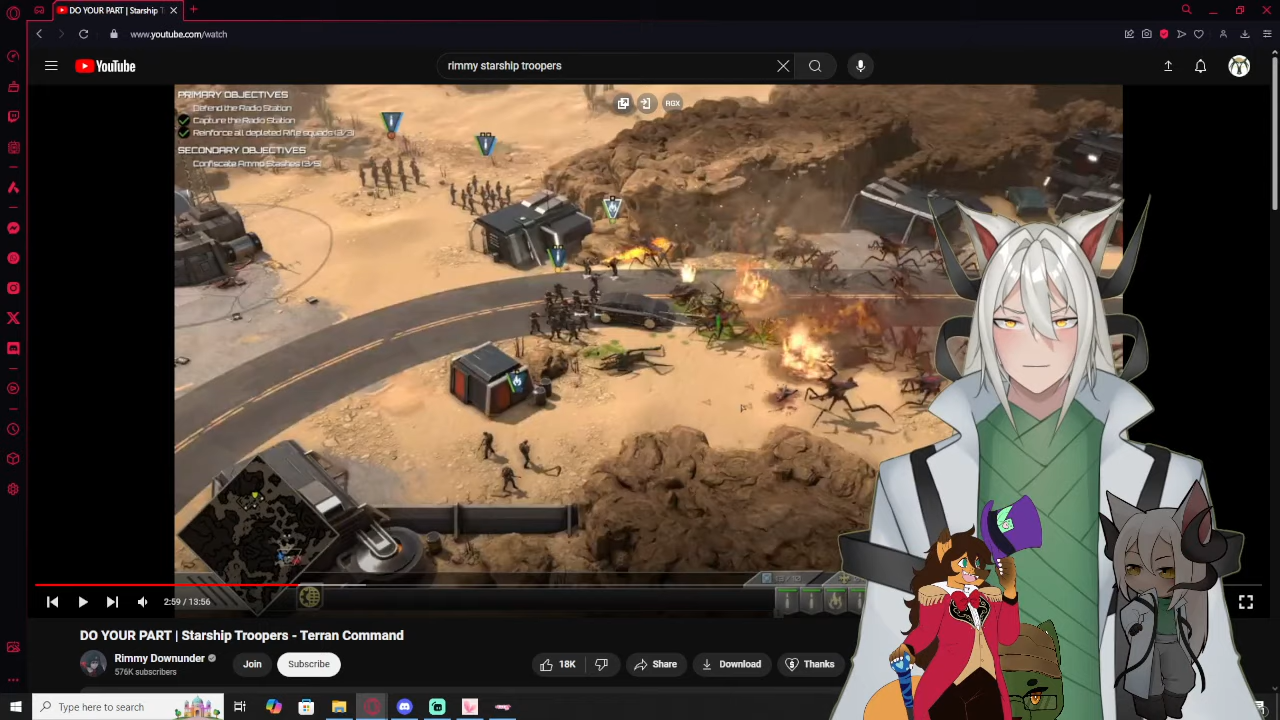 DO YOUR PART | Starship T
www.youtube.com/watch
YouTube
rimmy starship troopers
RGX
PRIMARY OBJECTIVES
Defend the Radio Station
Capture the Radio Station
Reinforce all depleted Rifle squads (3/3)
SECONDARY OBJECTIVES
Confiscate Ammo Stashes (3/5)
2:59 / 13:56
DO YOUR PART | Starship Troopers - Terran Command
Rimmy Downunder
576K subscribers
Join
Subscribe
18K
Share
Download
Thanks
Type here to search